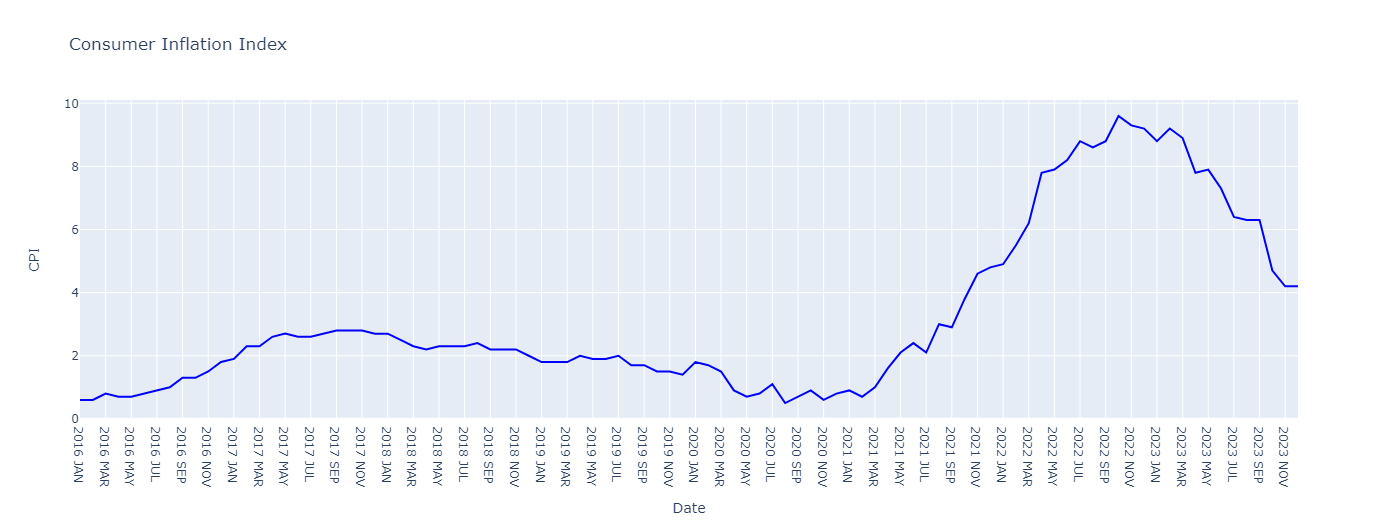 Consumer Inflation Index
10
8
6
4
2
0
CPI
2016 JAN
2016 MAR
2016 MAY
2016 JUL
2016 SEP
2016 NOV
2017 JAN
2017 MAR
2017 MAY
2017 JUL
2017 SEP
2017 NOV
2018 JAN
2018 MAR
2018 MAY
2018 JUL
2018 SEP
2018 NOV
2019 JAN
2019 MAR
2019 MAY
2019 JUL
2019 SEP
2019 NOV
2020 JAN
2020 MAR
2020 MAY
2020 JUL
2020 SEP
2020 NOV
2021 JAN
2021 MAR
2021 MAY
2021 JUL
2021 SEP
2021 NOV
2022 JAN
2022 MAR
2022 MAY
2022 JUL
2022 SEP
2022 NOV
2023 JAN
2023 MAR
2023 MAY
2023 JUL
2023 SEP
2023 NOV
Date